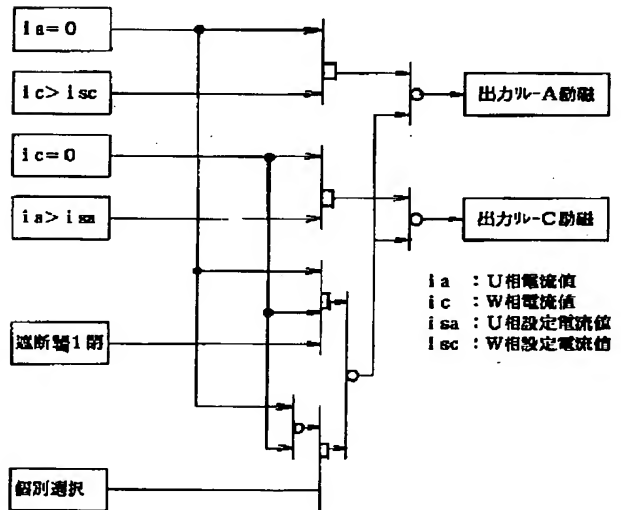 ia=0
ic>isc
ic=0
ia>isa
遮断器1閉
個別選択
出力リレーA励磁
出力リレーC励磁
ia : U相電流値
ic : W相電流値
isa : U相設定電流値
isc : W相設定電流値